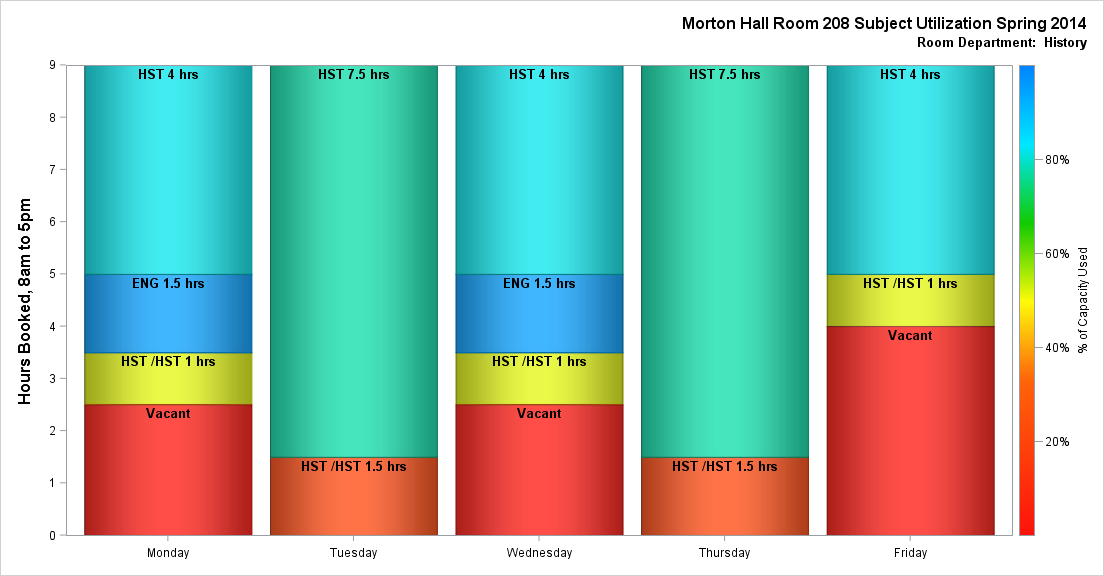 Morton Hall Room 208 Subject Utilization Spring 2014
Room Department:  History
Hours Booked, 8am to 5pm
9
8
7
6
5
4
3
2
1
0
HST 4 hrs
ENG 1.5 hrs
HST /HST 1 hrs
Vacant
HST 7.5 hrs
HST /HST 1.5 hrs
HST 4 hrs
ENG 1.5 hrs
HST /HST 1 hrs
Vacant
HST 7.5 hrs
HST /HST 1.5 hrs
HST 4 hrs
HST /HST 1 hrs
Vacant
Monday
Tuesday
Wednesday
Thursday
Friday
80%
60%
40%
20%
% of Capacity Used